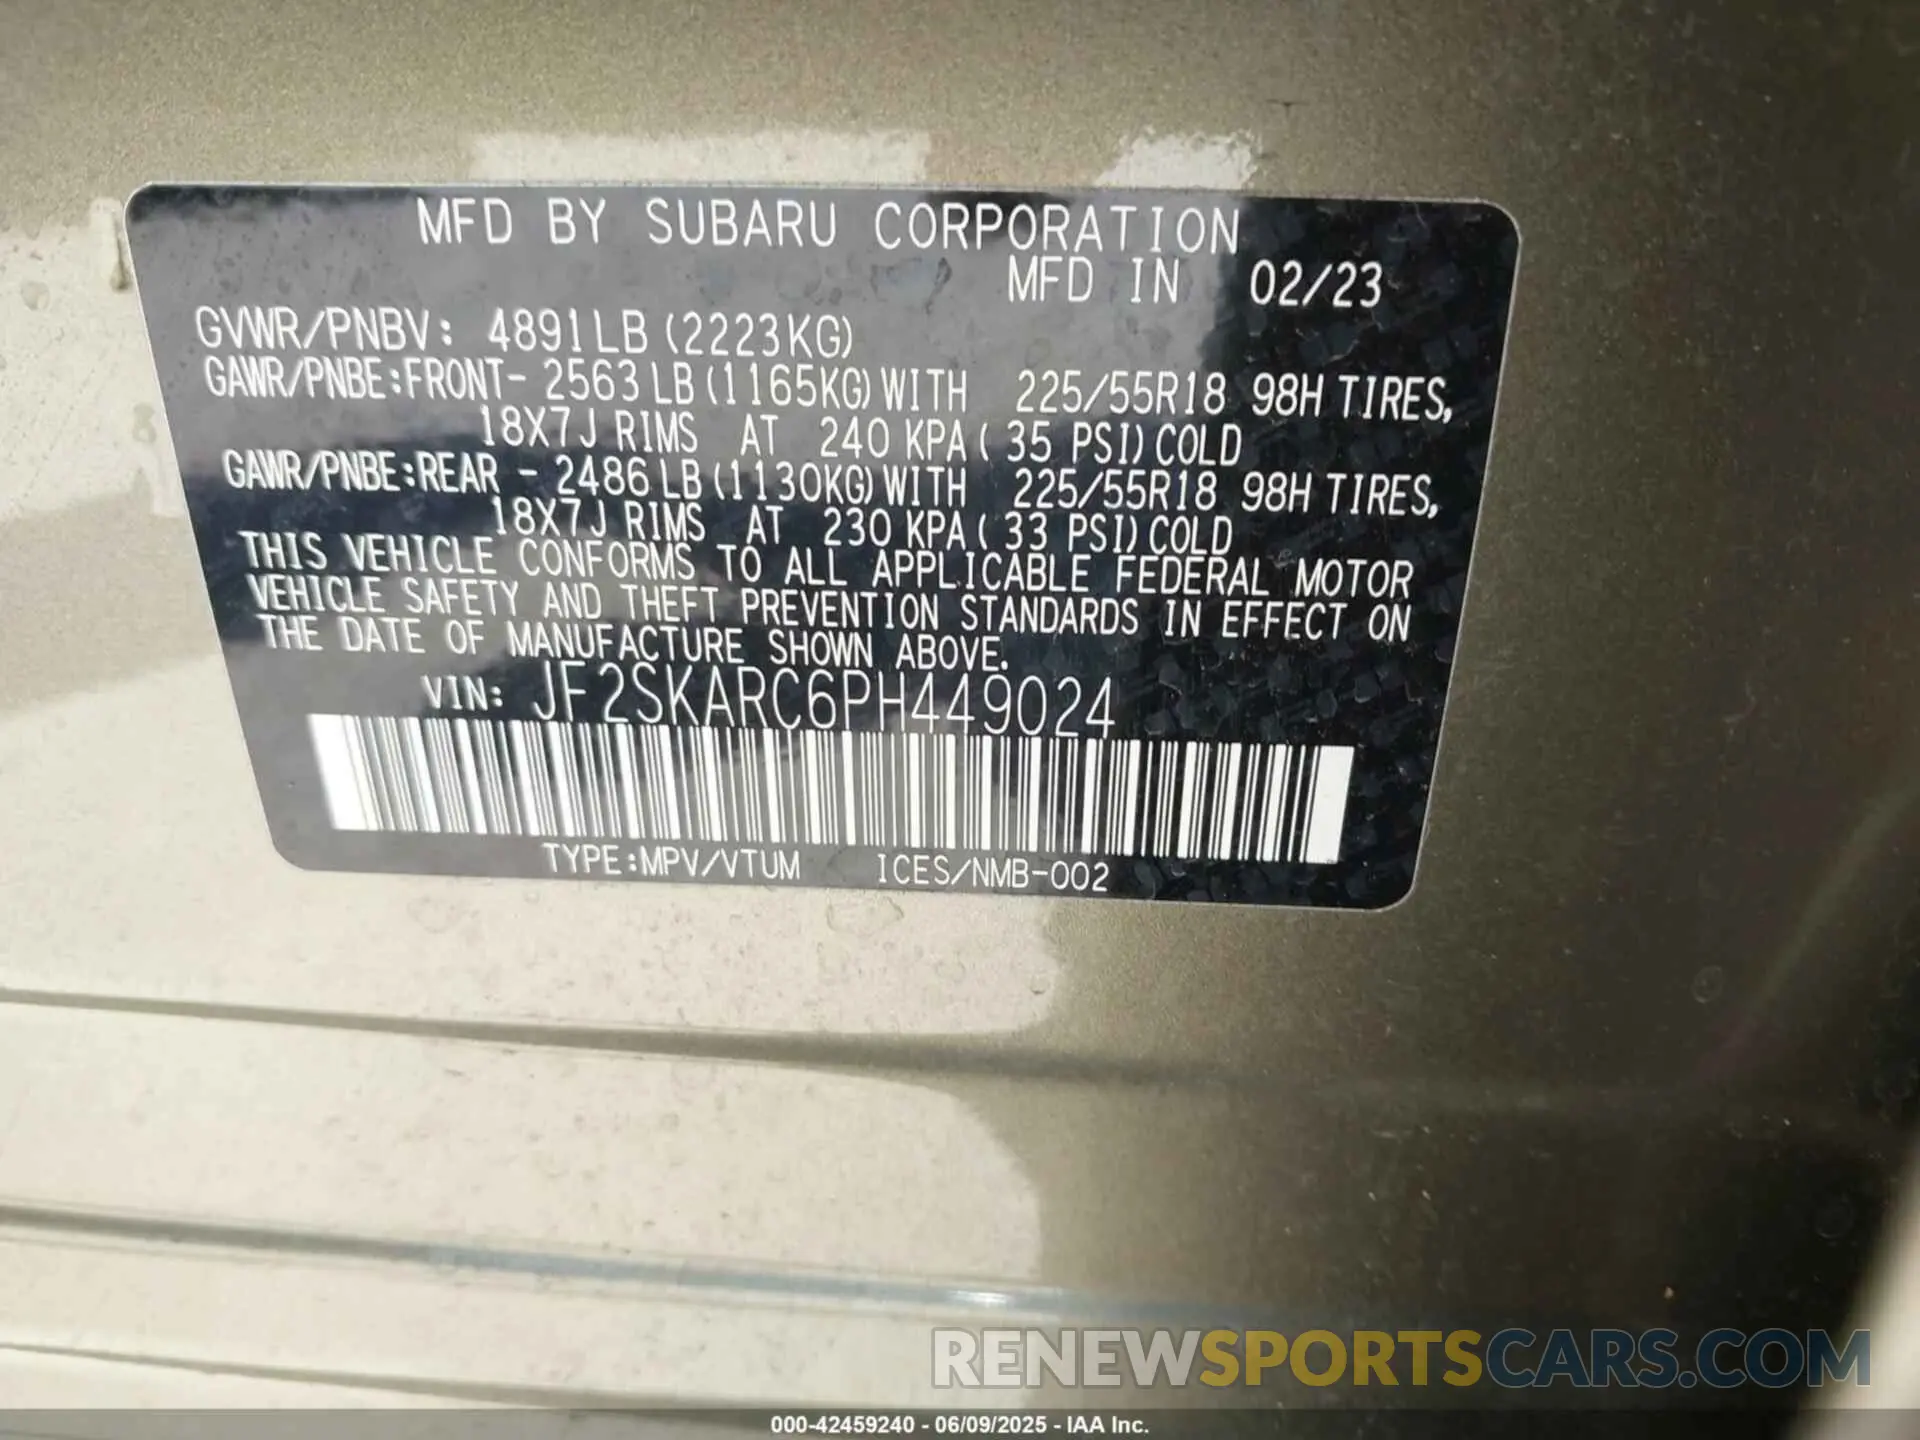 MFD BY SUBARU CORPORATION
MFD IN 02/23
GVWR/PNBV: 4891LB (2223KG)
GAWR/PNBE:FRONT- 2563 LB (1165KG) WITH 225/55R18 98H TIRES,
18X7J RIMS AT 240 KPA ( 35 PSI) COLD
GAWR/PNBE:REAR - 2486 LB (1130KG) WITH 225/55R18 98H TIRES,
18X7J RIMS AT 230 KPA ( 33 PSI) COLD
THIS VEHICLE CONFORMS TO ALL APPLICABLE FEDERAL MOTOR
VEHICLE SAFETY AND THEFT PREVENTION STANDARDS IN EFFECT ON
THE DATE OF MANUFACTURE SHOWN ABOVE.
VIN: JF2SKARC6PH449024
TYPE:MPV/VTUM ICES/NMB-002
RENEWSPORTSCARS.COM
000-42459240 - 06/09/2025 - IAA Inc.